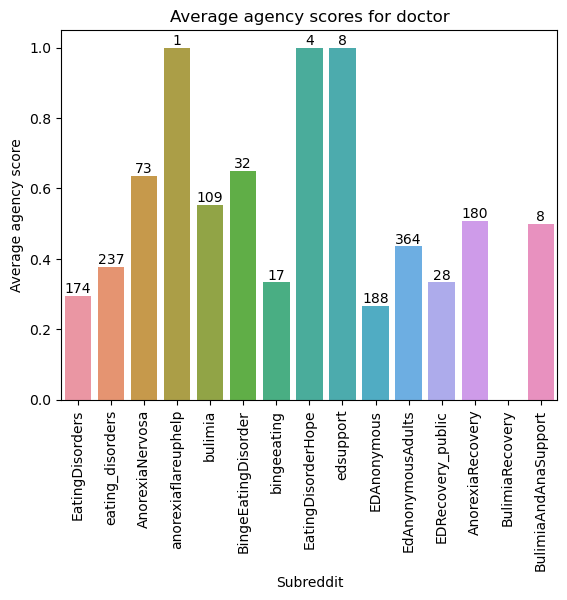 Average agency scores for doctor
Average agency score
1.0
0.8
0.6
0.4
0.2
0.0
174
237
73
1
109
32
17
4
8
188
364
28
180
8
EatingDisorders
eating_disorders
AnorexiaNervosa
anorexiaflareuphelp
bulimia
BingeEatingDisorder
bingeeating
EatingDisorderHope
edsupport
EDAnonymous
EdAnonymousAdults
EDRecovery_public
AnorexiaRecovery
BulimiaRecovery
BulimiaAndAnaSupport
Subreddit